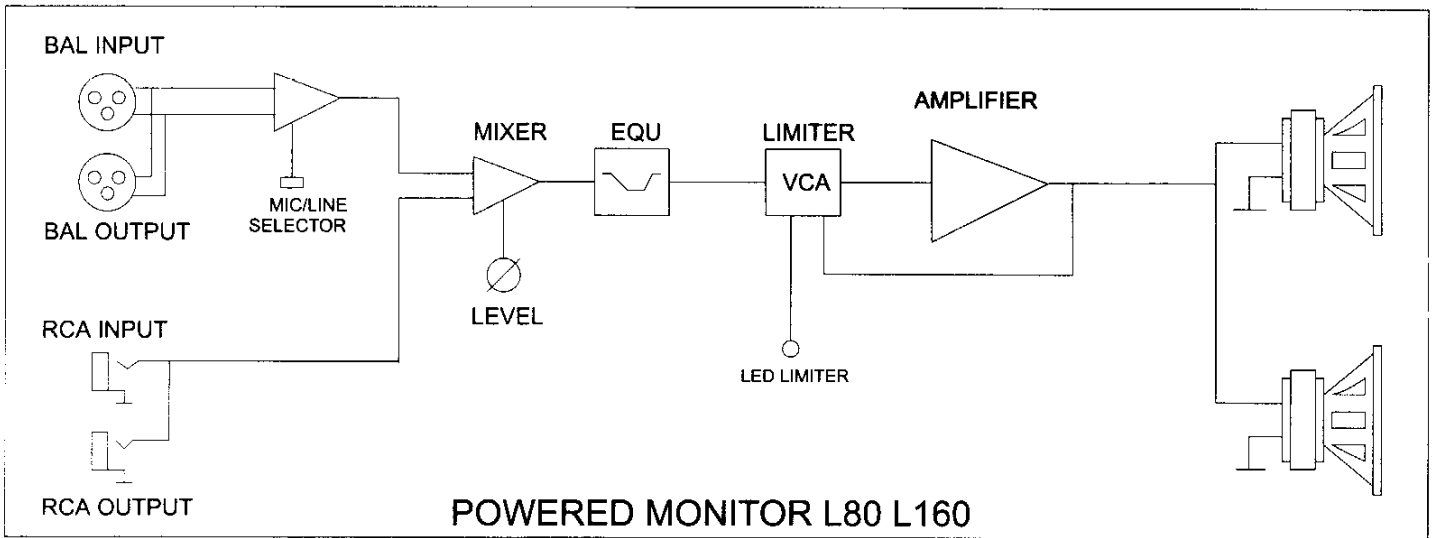 BAL INPUT
BAL OUTPUT
MIC/LINE
SELECTOR
RCA INPUT
RCA OUTPUT
MIXER
LEVEL
EQU
LIMITER
VCA
LED LIMITER
AMPLIFIER
POWERED MONITOR L80 L160